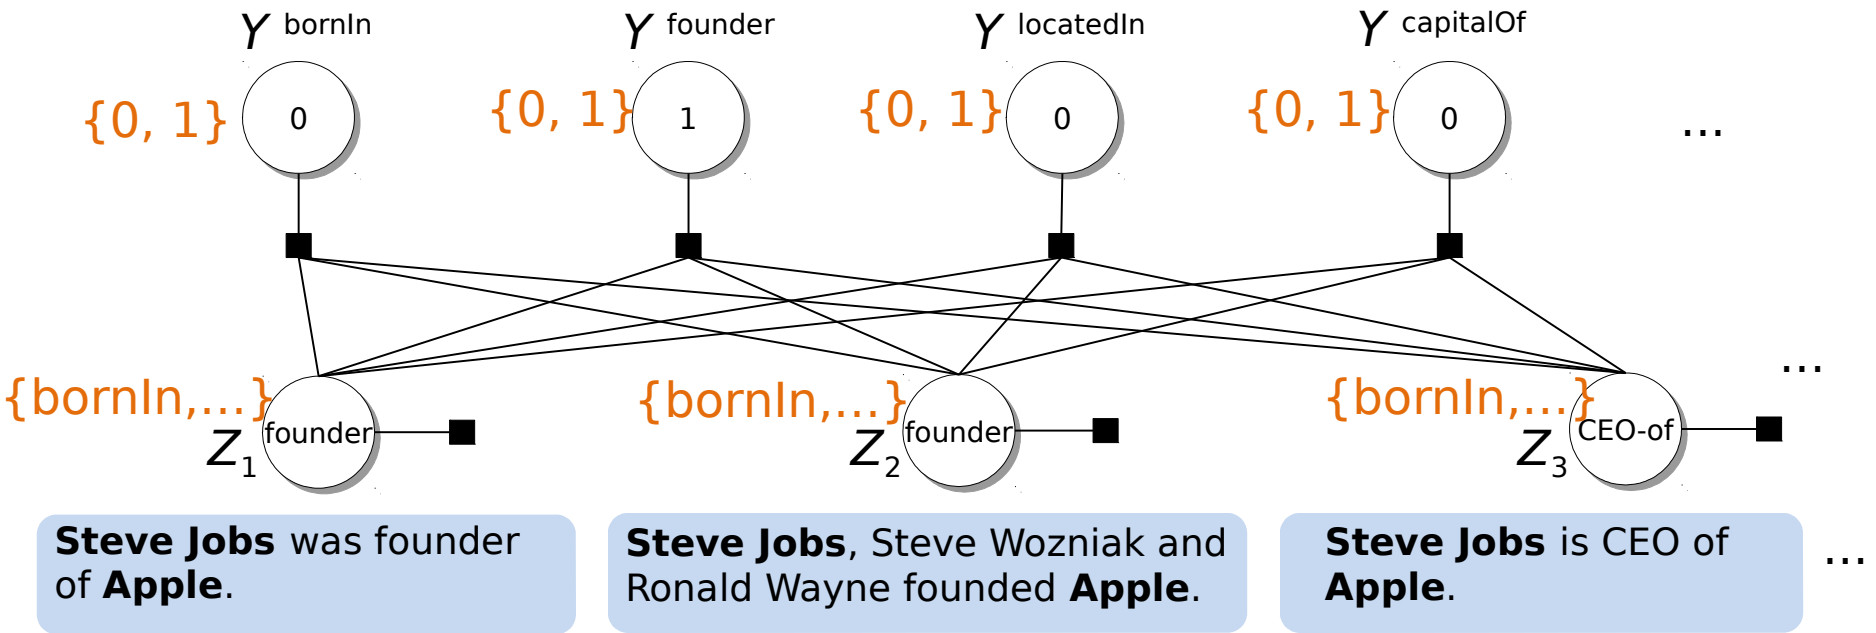 Y bornIn Y founder Y locatedIn Y capitalOf
{0, 1} 0 {0, 1} 1 {0, 1} 0 {0, 1} 0 ...
...
{bornIn,...} {bornIn,...} {bornIn,...}
Z1 founder Z2 founder Z3 CEO-of
Steve Jobs was founder
of Apple.
Steve Jobs, Steve Wozniak and
Ronald Wayne founded Apple.
Steve Jobs is CEO of
Apple.
...